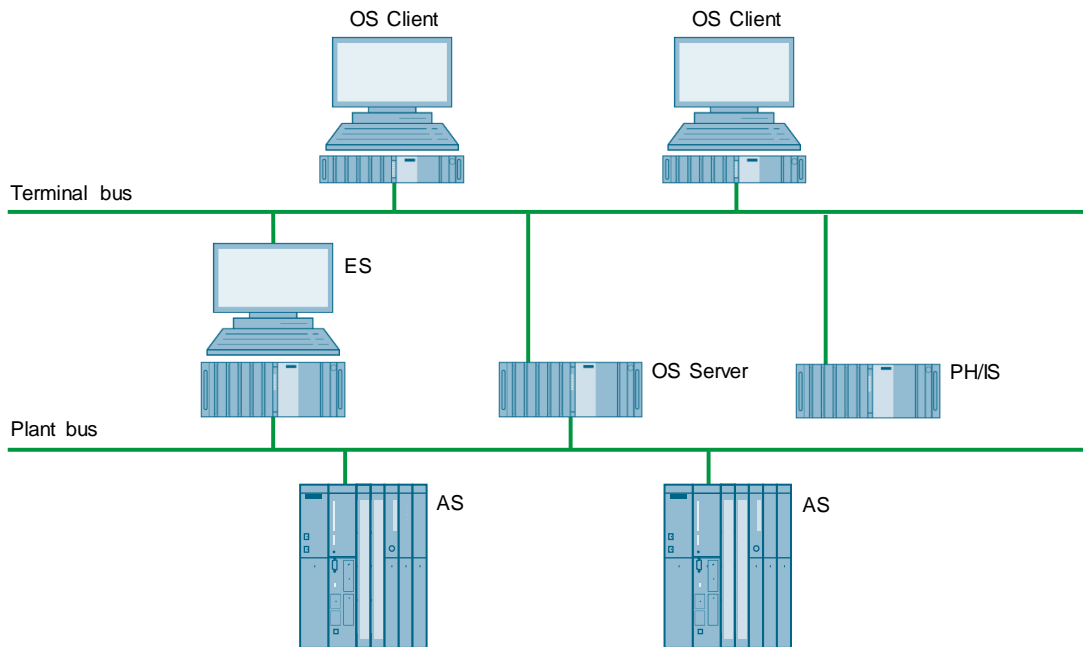 OS Client
OS Client
Terminal bus
ES
OS Server
PH/IS
Plant bus
AS
AS